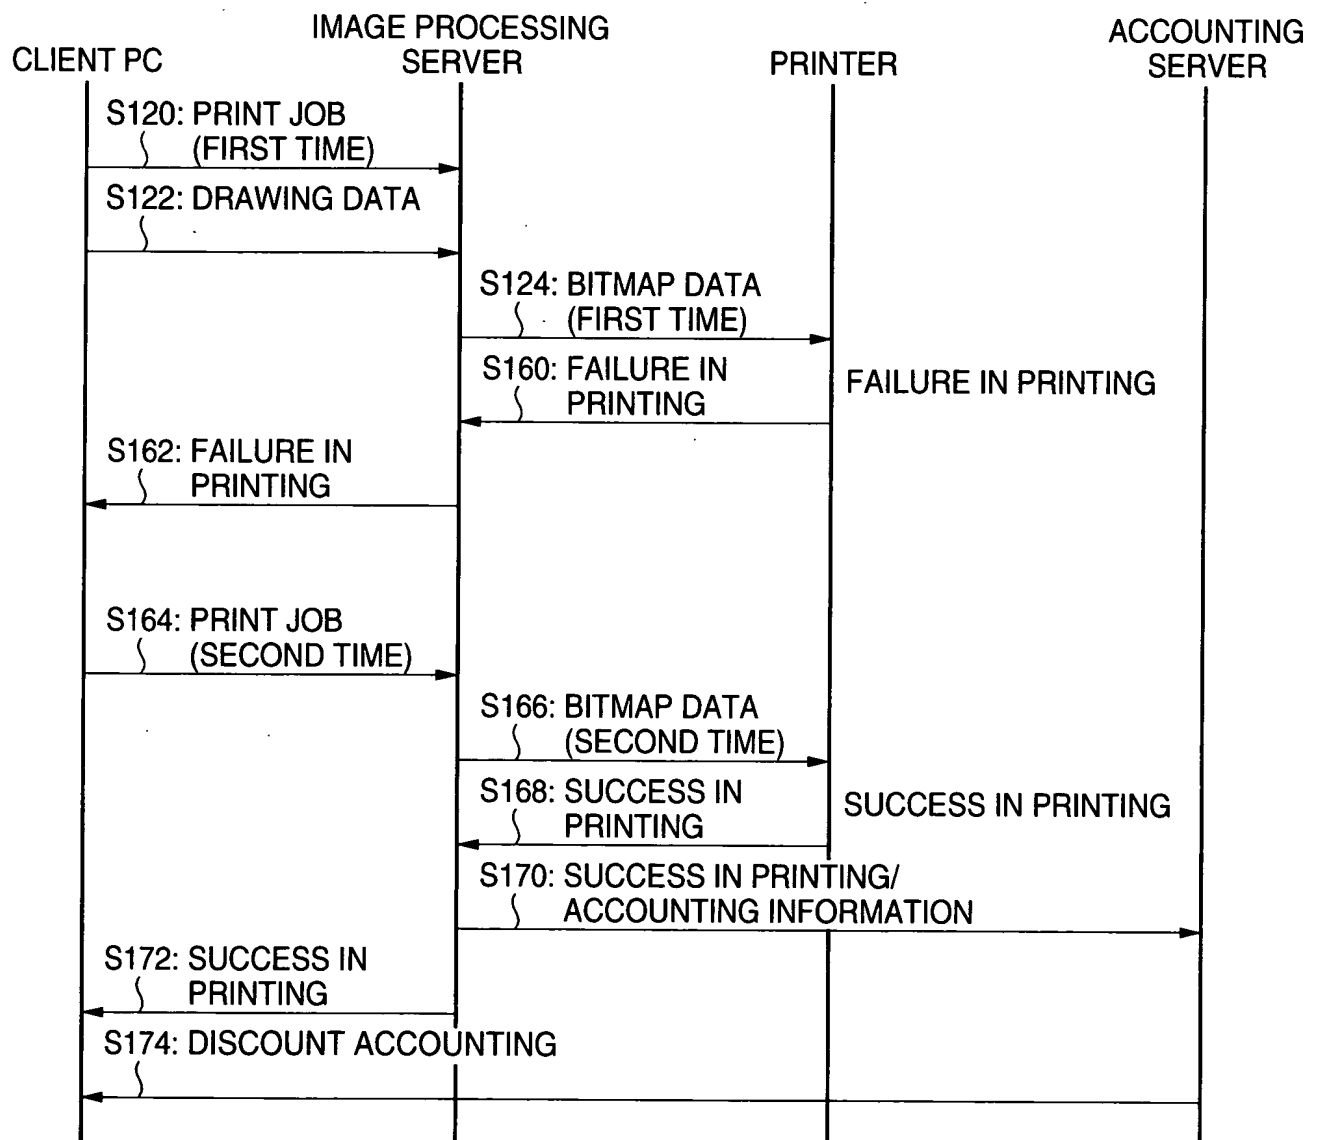 CLIENT PC
IMAGE PROCESSING
SERVER
PRINTER
ACCOUNTING
SERVER
S120: PRINT JOB
(FIRST TIME)
S122: DRAWING DATA
S124: BITMAP DATA
(FIRST TIME)
S160: FAILURE IN
PRINTING
FAILURE IN PRINTING
S162: FAILURE IN
PRINTING
S164: PRINT JOB
(SECOND TIME)
S166: BITMAP DATA
(SECOND TIME)
S168: SUCCESS IN
PRINTING
SUCCESS IN PRINTING
S170: SUCCESS IN PRINTING/
ACCOUNTING INFORMATION
S172: SUCCESS IN
PRINTING
S174: DISCOUNT ACCOUNTING